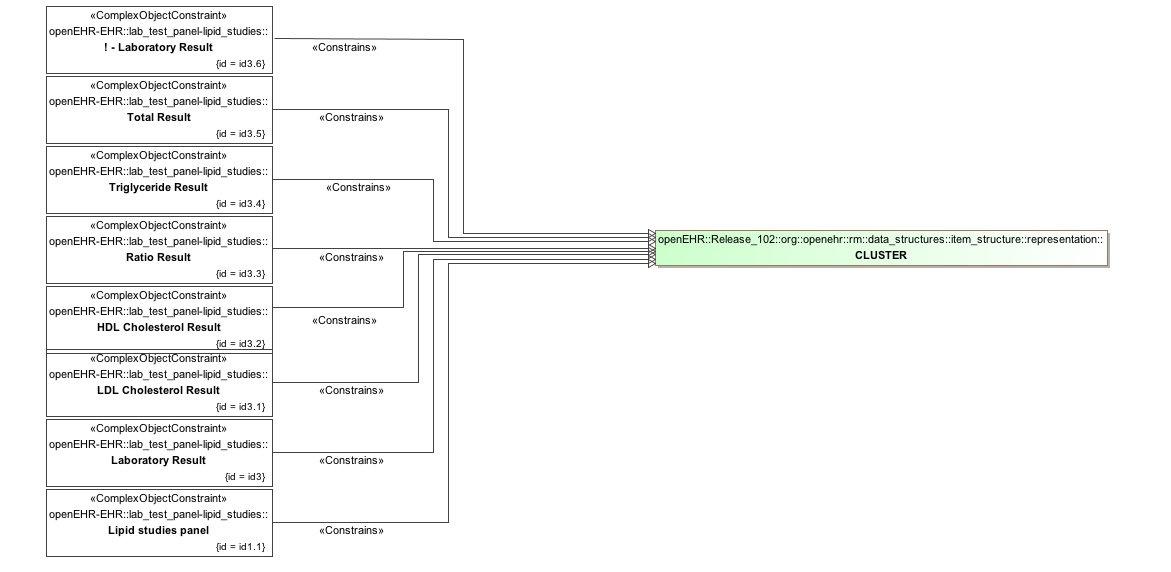 «ComplexObjectConstraint»
openEHR-EHR::lab_test_panel-lipid_studies::
! - Laboratory Result
{id = id3.6}
«Constrains»
«ComplexObjectConstraint»
openEHR-EHR::lab_test_panel-lipid_studies::
Total Result
{id = id3.5}
«Constrains»
«ComplexObjectConstraint»
openEHR-EHR::lab_test_panel-lipid_studies::
Triglyceride Result
{id = id3.4}
«Constrains»
«ComplexObjectConstraint»
openEHR-EHR::lab_test_panel-lipid_studies::
Ratio Result
{id = id3.3}
«Constrains»
«ComplexObjectConstraint»
openEHR-EHR::lab_test_panel-lipid_studies::
HDL Cholesterol Result
{id = id3.2}
«Constrains»
«ComplexObjectConstraint»
openEHR-EHR::lab_test_panel-lipid_studies::
LDL Cholesterol Result
{id = id3.1}
«Constrains»
«ComplexObjectConstraint»
openEHR-EHR::lab_test_panel-lipid_studies::
Laboratory Result
{id = id3}
«Constrains»
«ComplexObjectConstraint»
openEHR-EHR::lab_test_panel-lipid_studies::
Lipid studies panel
{id = id1.1}
«Constrains»
openEHR::Release_102::org::openehr::rm::data_structures::item_structure::representation::
CLUSTER